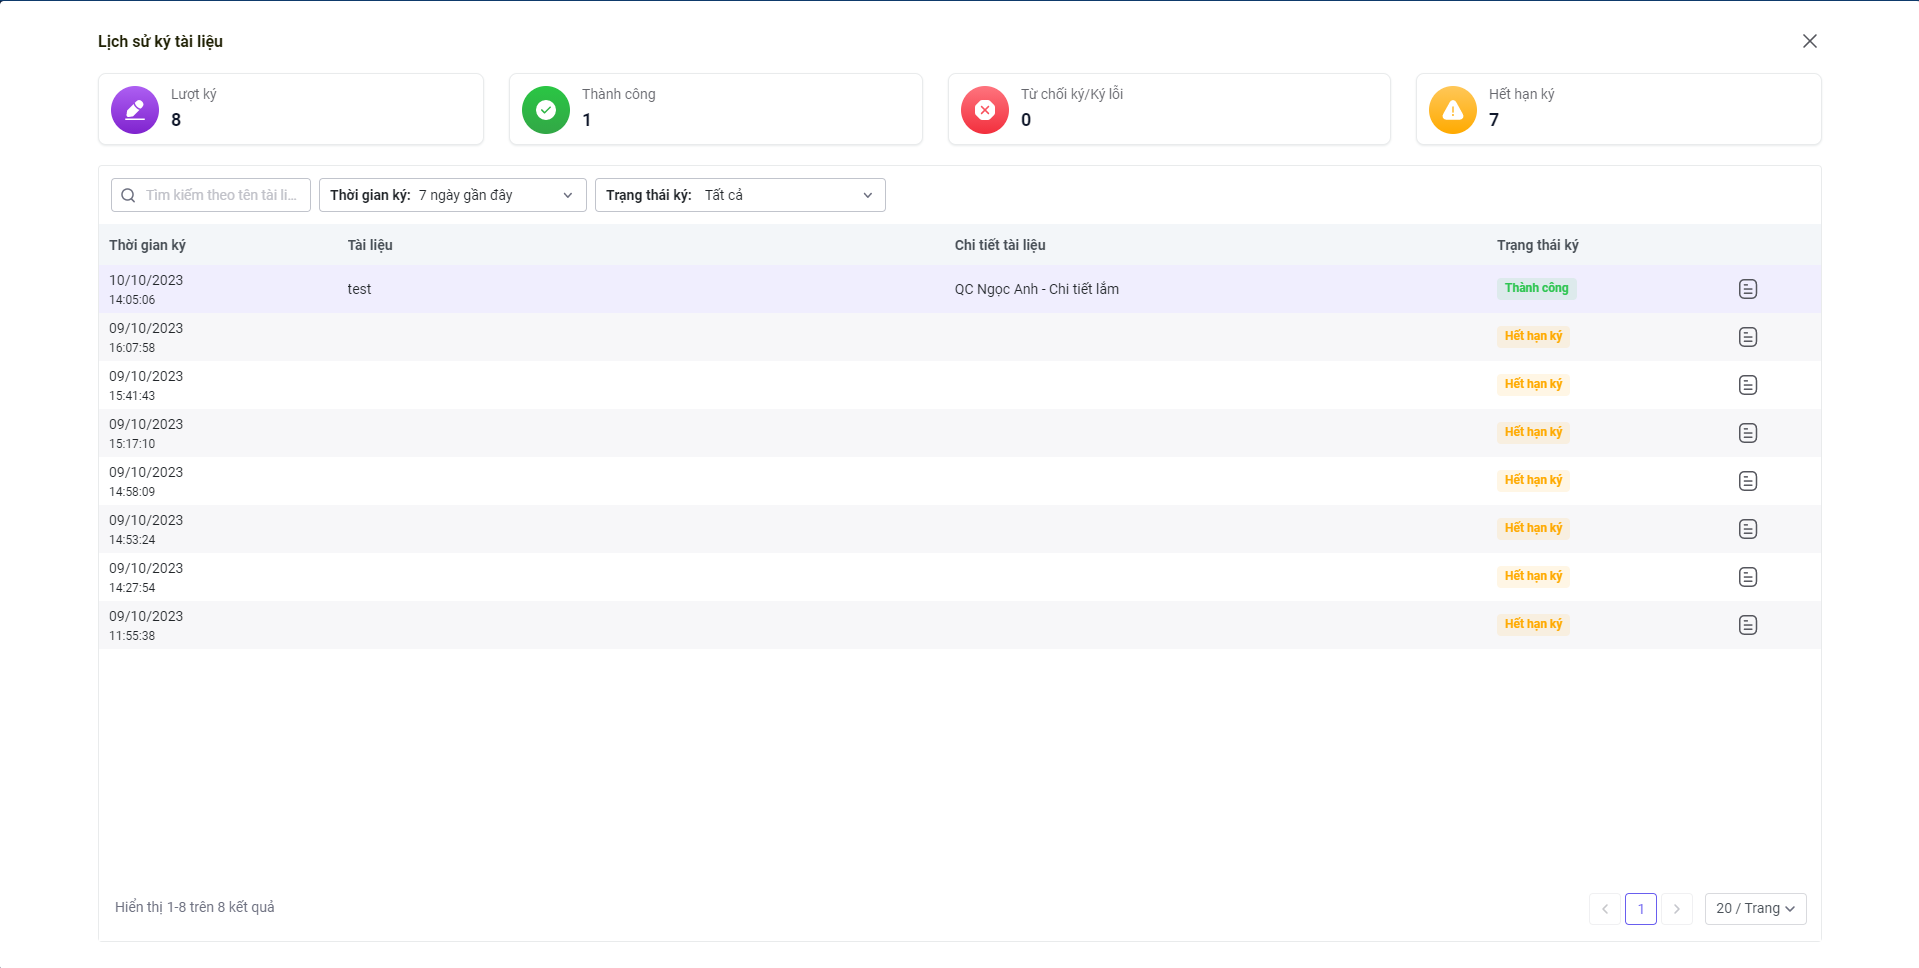 Lịch sử ký tài liệu
Lượt ký
8
Thành công
1
Từ chối ký/Ký lỗi
0
Hết hạn ký
7
Tìm kiếm theo tên tài li...
Thời gian ký: 7 ngày gần đây
Trạng thái ký: Tất cả
Thời gian ký Tài liệu Chi tiết tài liệu Trạng thái ký
10/10/2023
14:05:06
test
QC Ngọc Anh - Chi tiết lắm
Thành công
09/10/2023
16:07:58
Hết hạn ký
09/10/2023
15:41:43
Hết hạn ký
09/10/2023
15:17:10
Hết hạn ký
09/10/2023
14:58:09
Hết hạn ký
09/10/2023
14:53:24
Hết hạn ký
09/10/2023
14:27:54
Hết hạn ký
09/10/2023
11:55:38
Hết hạn ký
Hiển thị 1-8 trên 8 kết quả
1
20 / Trang